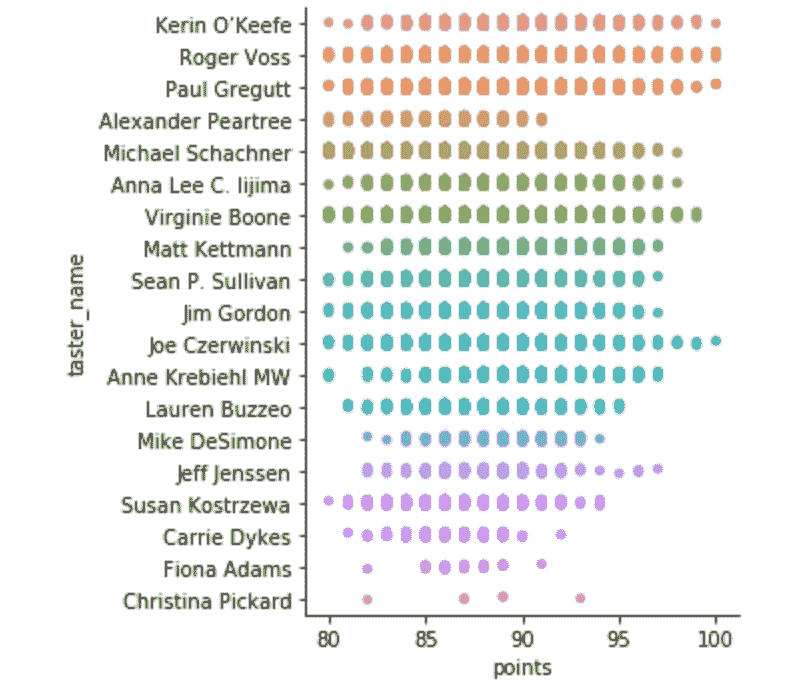 Kerin O’Keefe
Roger Voss
Paul Gregutt
Alexander Peartree
Michael Schachner
Anna Lee C. Iijima
Virginie Boone
Matt Kettmann
Sean P. Sullivan
Jim Gordon
Joe Czerwinski
Anne Krebiehl MW
Lauren Buzzeo
Mike DeSimone
Jeff Jenssen
Susan Kostrzewa
Carrie Dykes
Fiona Adams
Christina Pickard
taster_name
80 85 90 95 100
points